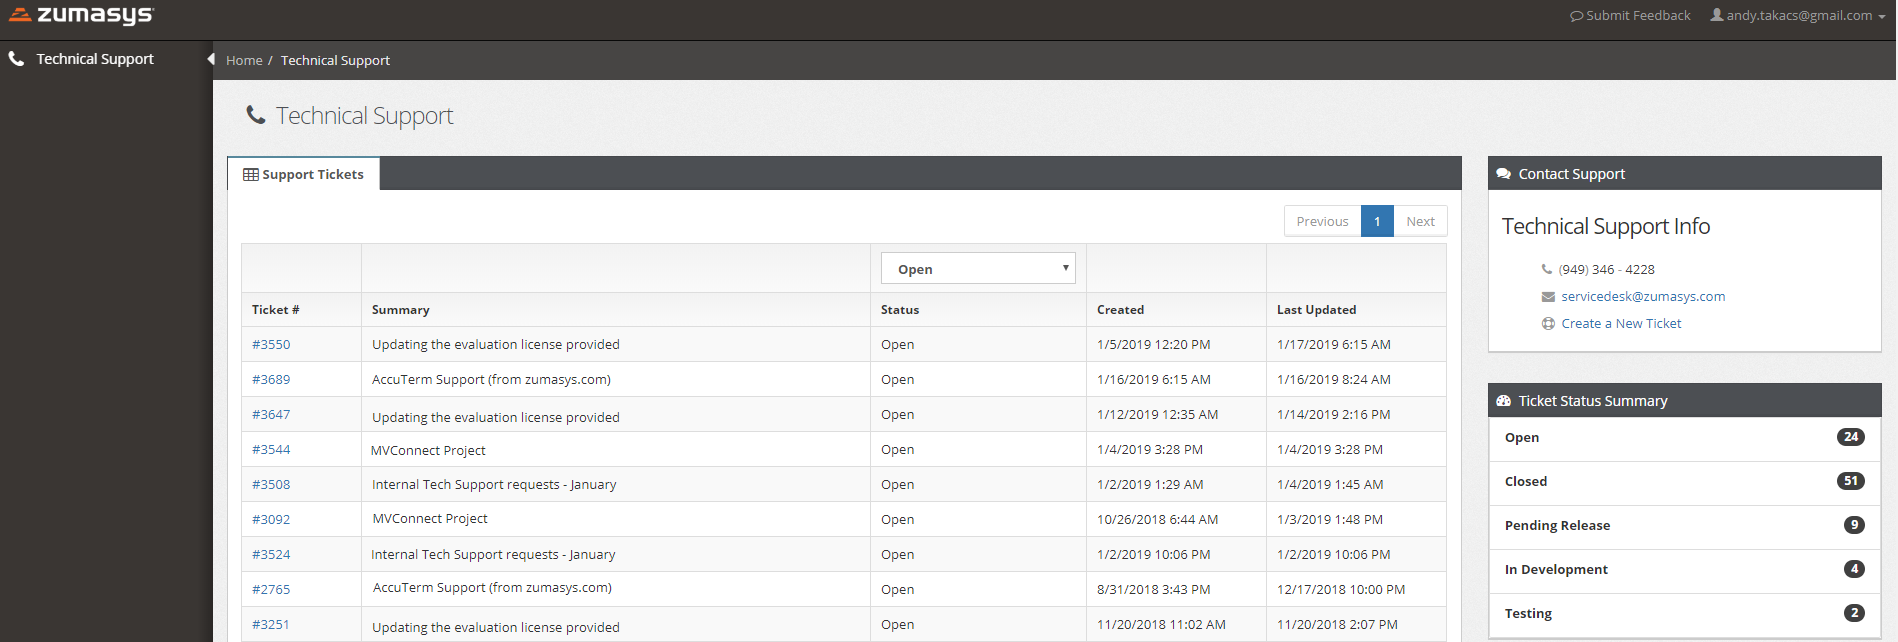 zumasys
Submit Feedback
andy.takacs@gmail.com
Technical Support
Home / Technical Support
Technical Support
Support Tickets
Previous 1 Next
Open
Ticket # Summary Status Created Last Updated
#3550 Updating the evaluation license provided Open 1/5/2019 12:20 PM 1/17/2019 6:15 AM
#3689 AccuTerm Support (from zumasys.com) Open 1/16/2019 6:15 AM 1/16/2019 8:24 AM
#3647 Updating the evaluation license provided Open 1/12/2019 12:35 AM 1/14/2019 2:16 PM
#3544 MVConnect Project Open 1/4/2019 3:28 PM 1/4/2019 3:28 PM
#3508 Internal Tech Support requests - January Open 1/2/2019 1:29 AM 1/4/2019 1:45 AM
#3092 MVConnect Project Open 10/26/2018 6:44 AM 1/3/2019 1:48 PM
#3524 Internal Tech Support requests - January Open 1/2/2019 10:06 PM 1/2/2019 10:06 PM
#2765 AccuTerm Support (from zumasys.com) Open 8/31/2018 3:43 PM 12/17/2018 10:00 PM
#3251 Updating the evaluation license provided Open 11/20/2018 11:02 AM 11/20/2018 2:07 PM
Contact Support
Technical Support Info
(949) 346 - 4228
servicedesk@zumasys.com
Create a New Ticket
Ticket Status Summary
Open 24
Closed 51
Pending Release 9
In Development 4
Testing 2